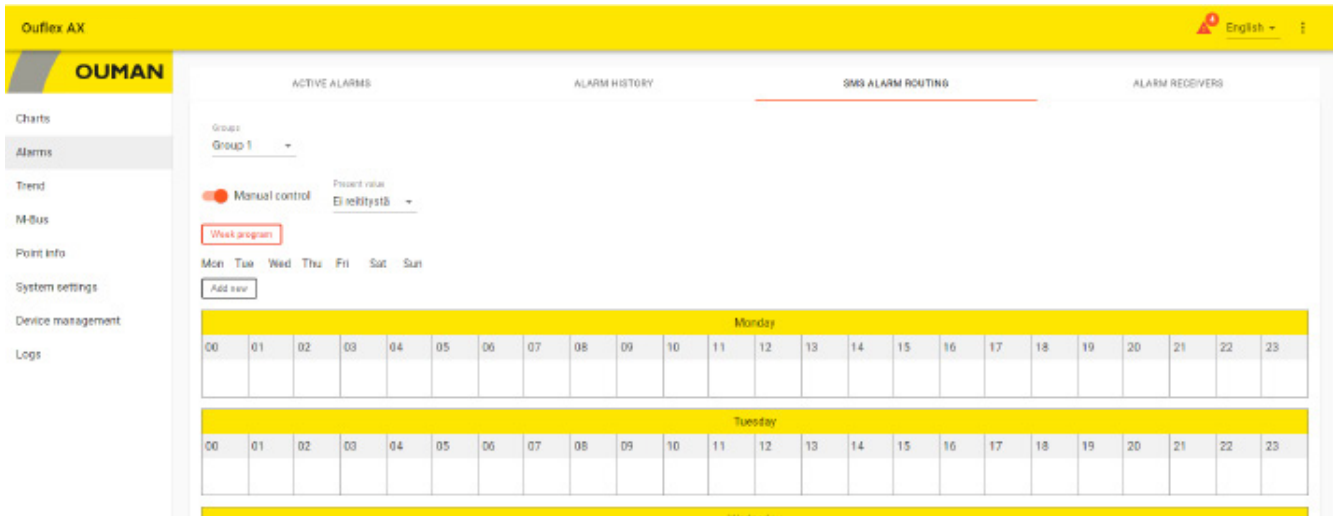 Ouflex AX
4
English
OUMAN
Charts
Alarms
Trend
M-Bus
Point info
System settings
Device management
Logs
ACTIVE ALARMS
ALARM HISTORY
SMS ALARM ROUTING
ALARM RECEIVERS
Groups
Group 1
Manual control
Present value
Ei reititystä
Week program
Mon Tue Wed Thu Fri Sat Sun
Add new
Monday
00 01 02 03 04 05 06 07 08 09 10 11 12 13 14 15 16 17 18 19 20 21 22 23
Tuesday
00 01 02 03 04 05 06 07 08 09 10 11 12 13 14 15 16 17 18 19 20 21 22 23